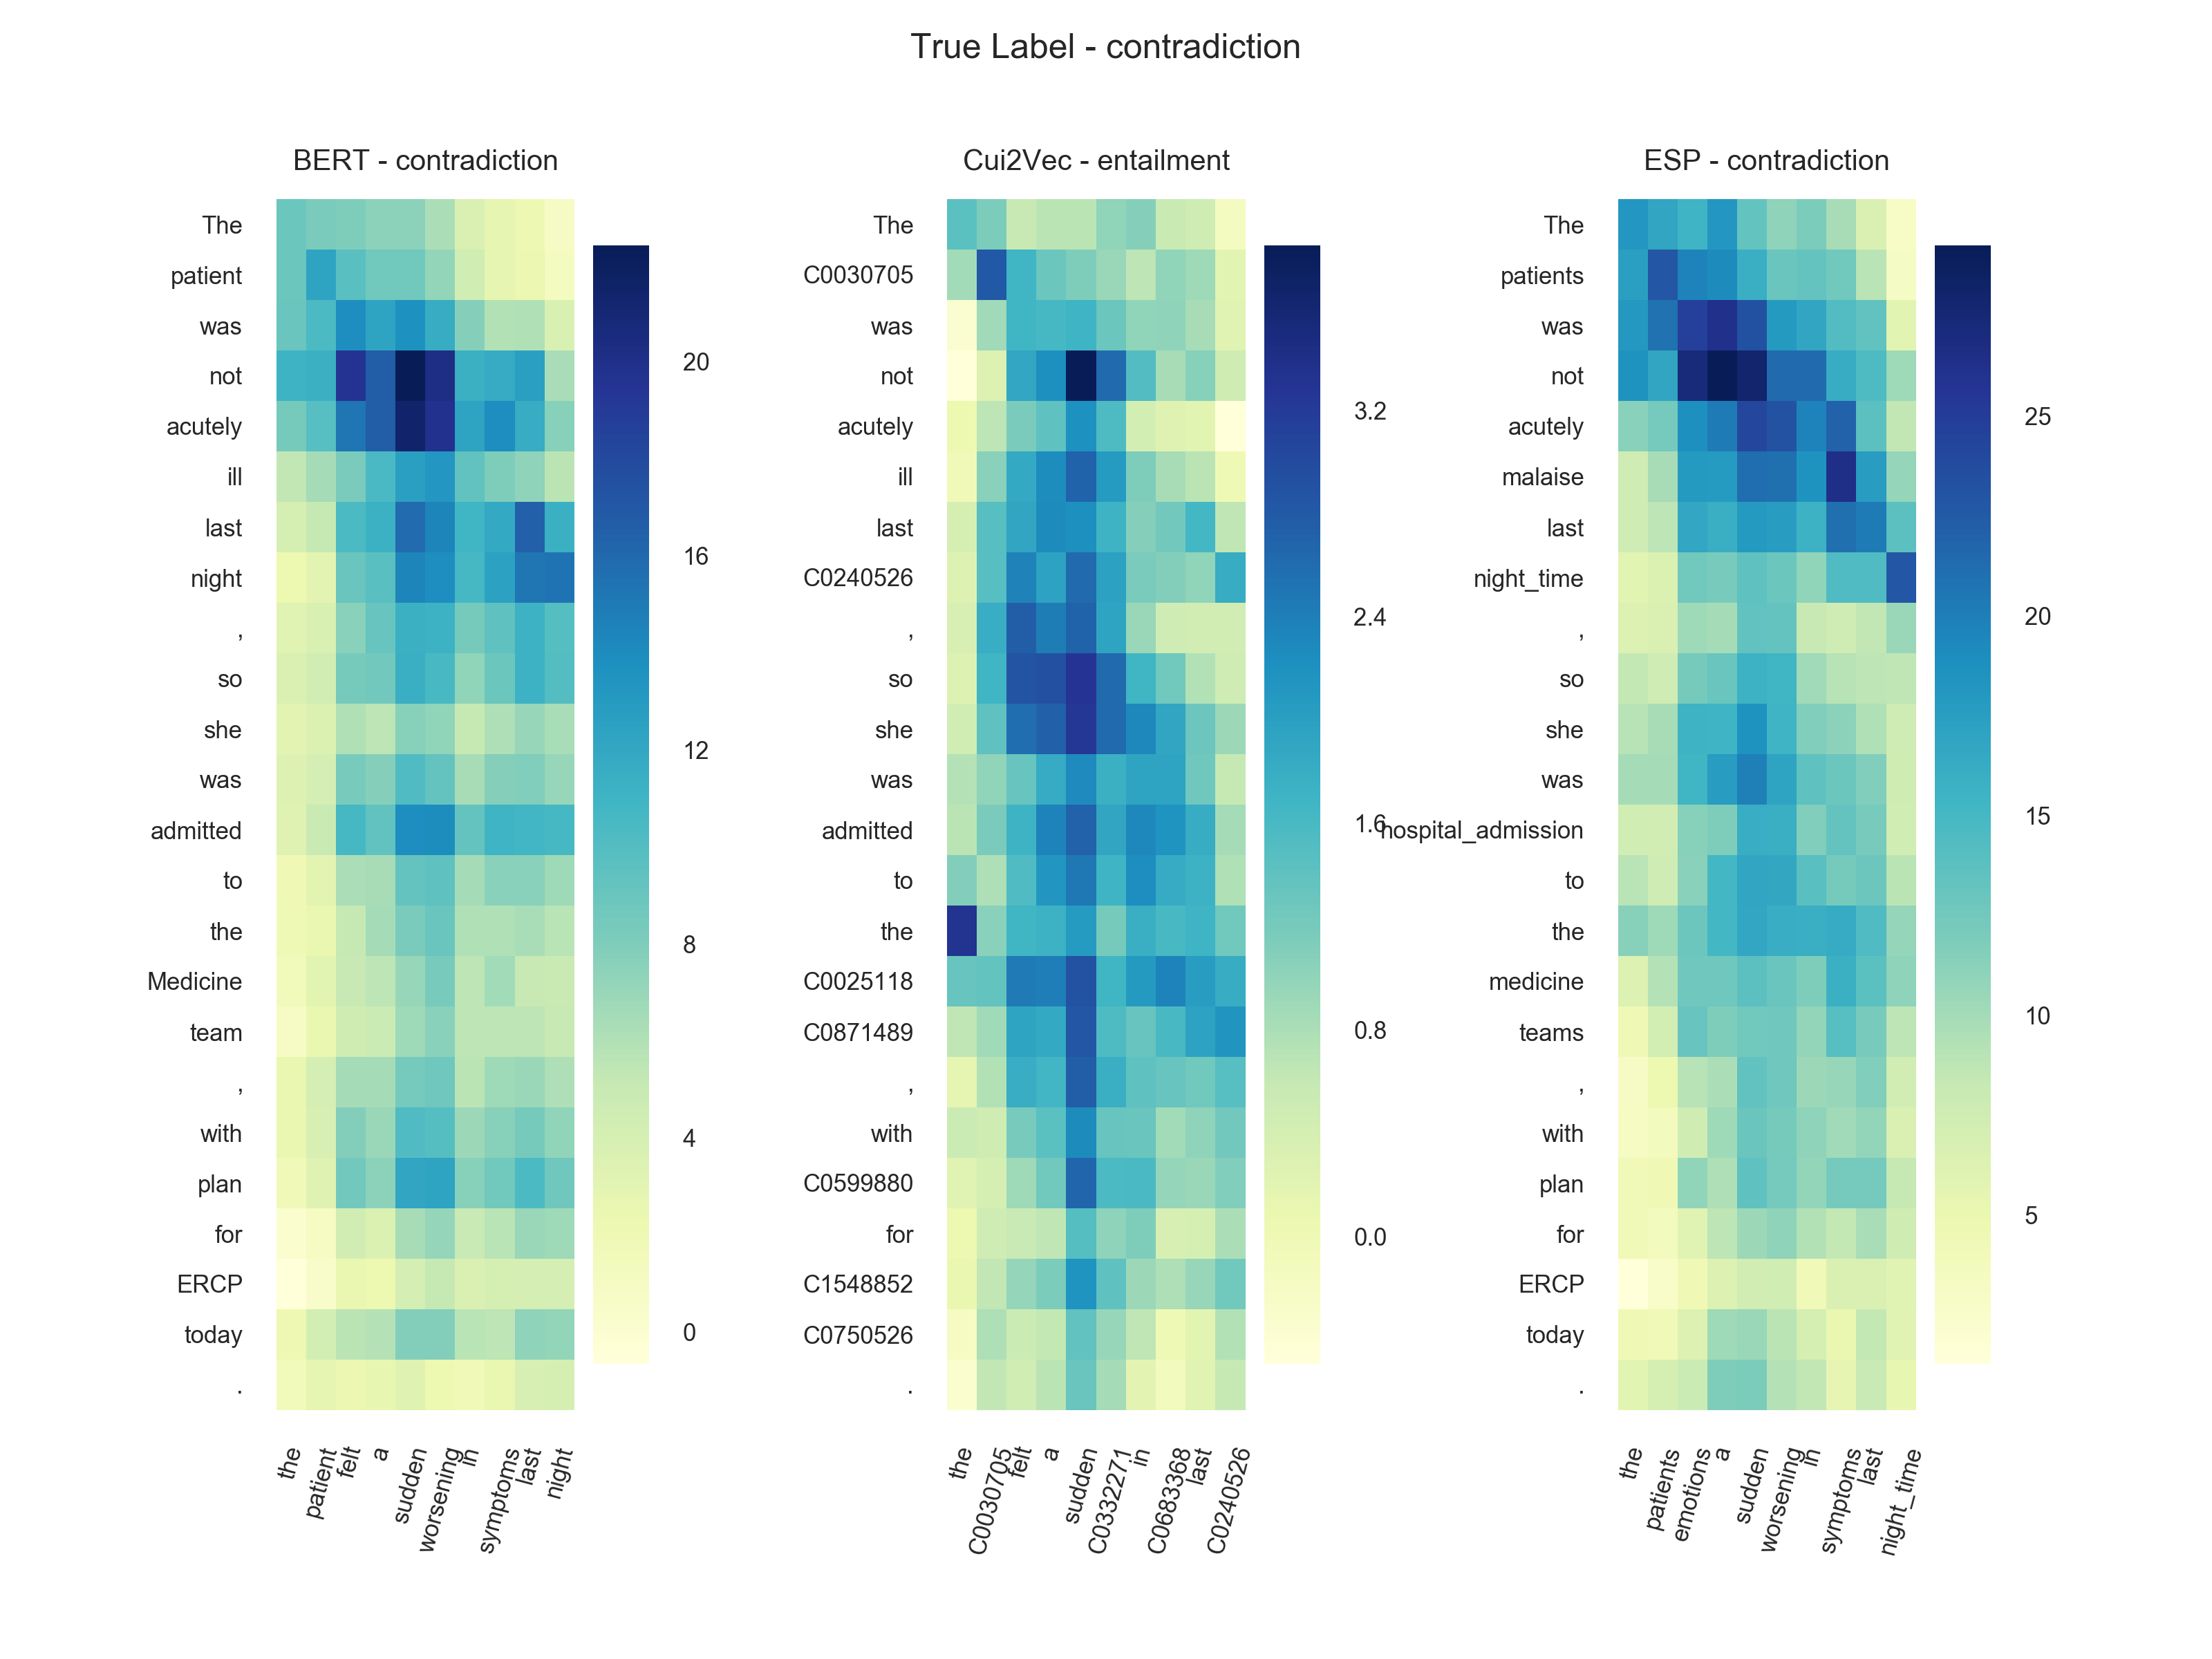 True Label - contradiction
BERT - contradiction
The
patient
was
not
acutely
ill
last
night
,
so
she
was
admitted
to
the
Medicine
team
,
with
plan
for
ERCP
today
.
the
patient
felt
a
sudden
worsening
in
symptoms
last
night
20
16
12
8
4
0
Cui2Vec - entailment
The
C0030705
was
not
acutely
ill
last
C0240526
,
so
she
was
admitted
to
the
C0025118
C0871489
,
with
C0599880
for
C1548852
C0750526
.
the
C0030705
felt
a
sudden
C0332271
in
C0683368
last
C0240526
3.2
2.4
1.6
0.8
0.0
ESP - contradiction
The
patients
was
not
acutely
malaise
last
night_time
,
so
she
was
hospital_admission
to
the
medicine
teams
,
with
plan
for
ERCP
today
.
the
patients
emotions
a
sudden
worsening
in
symptoms
last
night_time
25
20
15
10
5